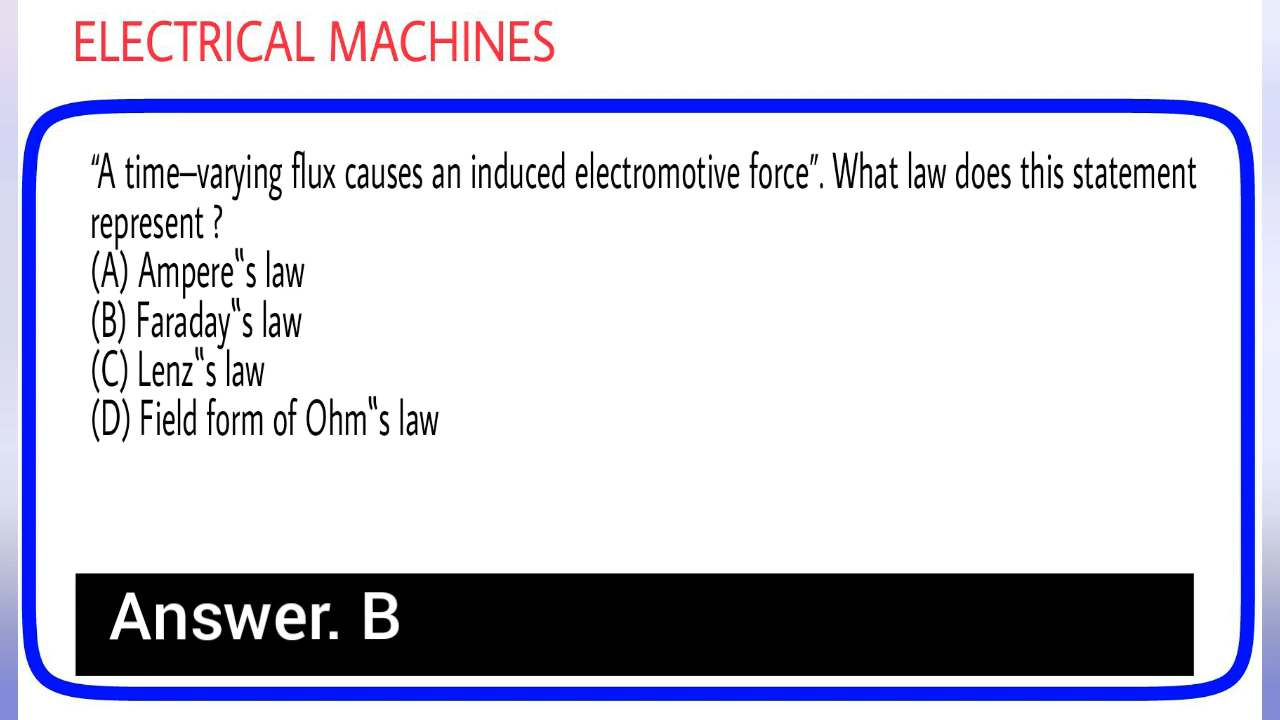 ELECTRICAL MACHINES
“A time–varying flux causes an induced electromotive force”. What law does this statement
represent ?
(A) Ampere‟s law
(B) Faraday‟s law
(C) Lenz‟s law
(D) Field form of Ohm‟s law
Answer. B